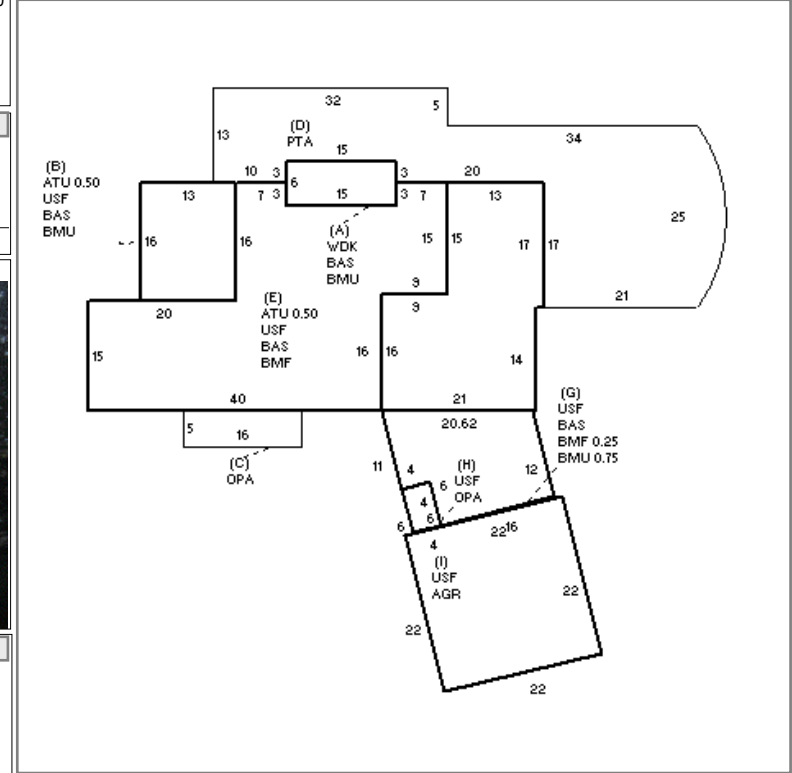 32
5
(D)
PTA
13
34
15
(B)
ATU 0.50
USF
BAS
BMU
10 3
3
20
6
13
7 3
15
3 7
13
25
(A)
WDK
BAS
BMU
16
16
15
15
17
17
9
9
21
(E)
ATU 0.50
USF
BAS
BMF
20
15
16
16
14
40
21
(G)
USF
BAS
BMF 0.25
BMU 0.75
5
16
20.62
(C)
OPA
11
4
(H)
USF
OPA
12
6
4
6
6
2216
4
(I)
USF
AGR
22
22
22